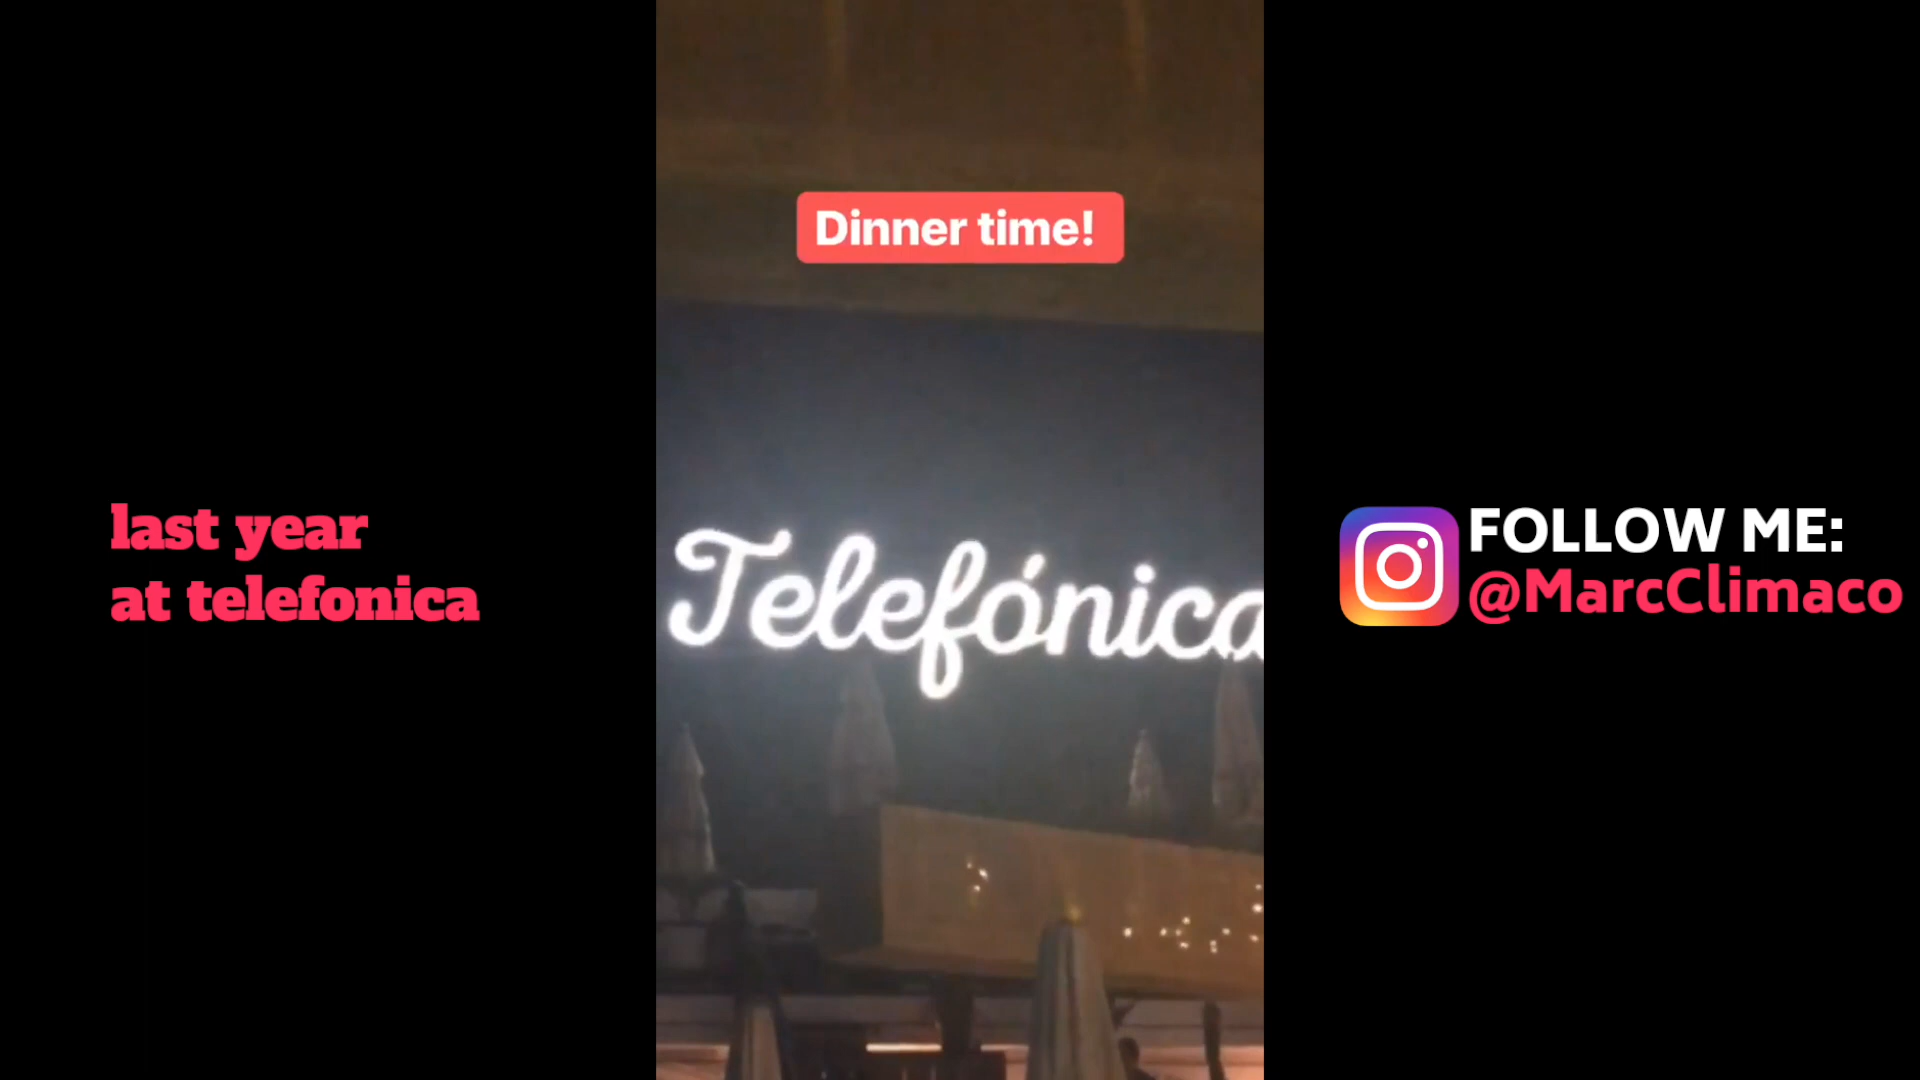 Dinner time!
last year
at telefonica
Telefónica
FOLLOW ME:
@MarcClimaco